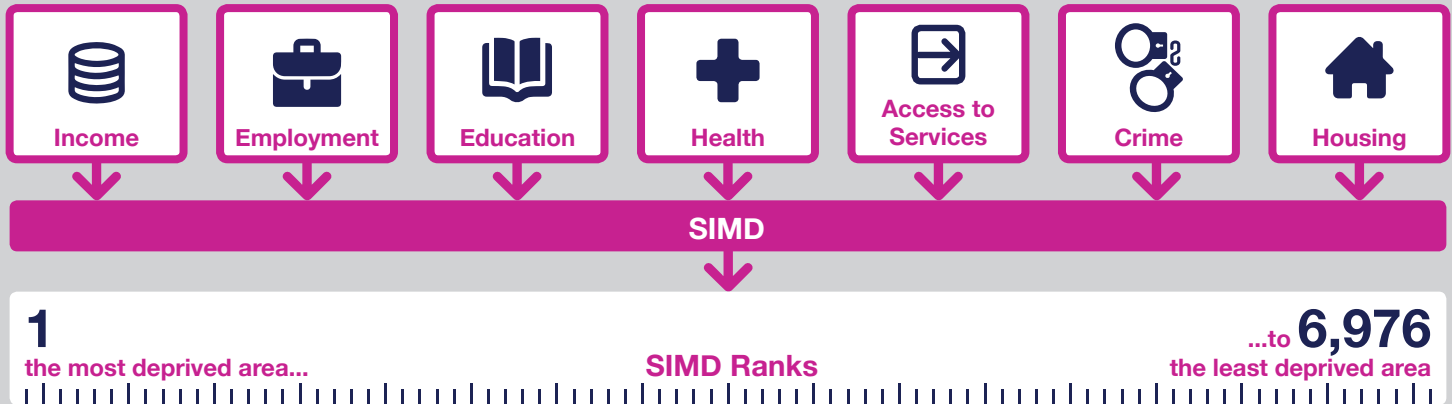 Income
Employment
Education
Health
Access to
Services
Crime
Housing
SIMD
1
the most deprived area...
SIMD Ranks
...to 6,976
the least deprived area